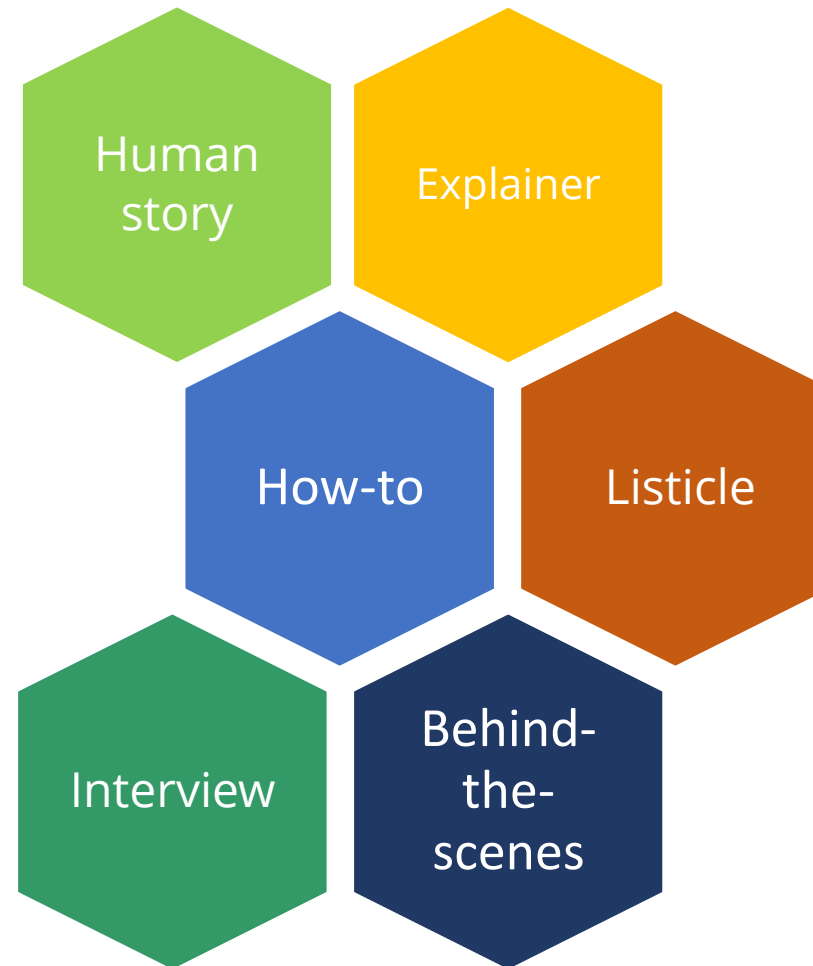 Human
story
Explainer
How-to
Listicle
Interview
Behind-
the-
scenes